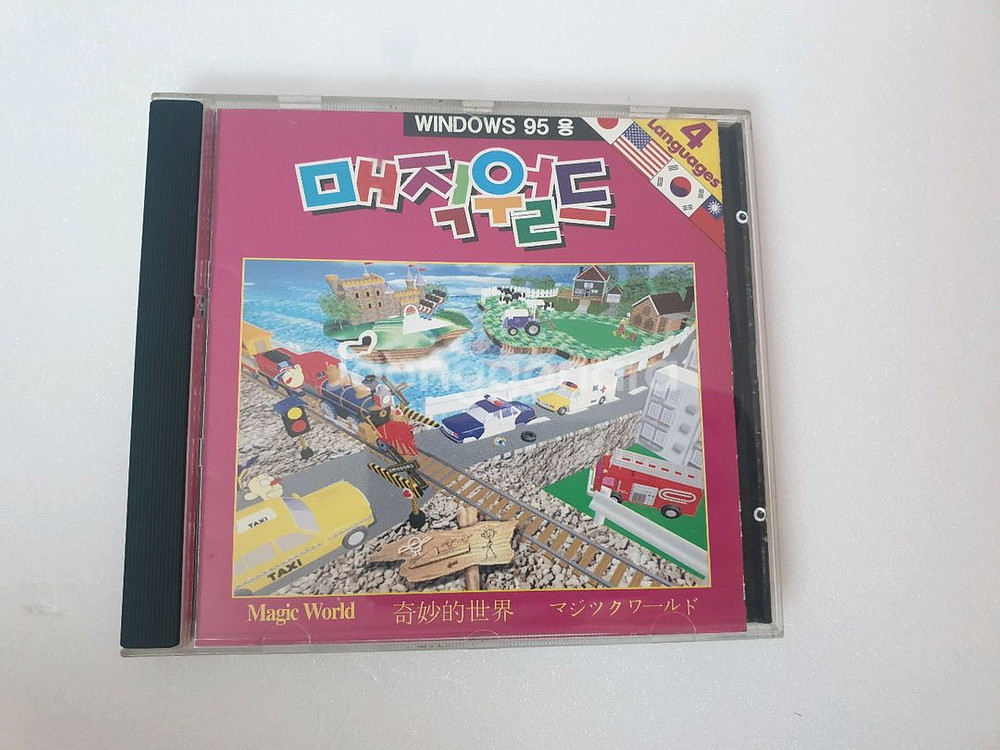 WINDOWS 95 용
4
Languages
매직월드
TAXI
TAXI
Magic World
奇妙的世界
マジックワールド